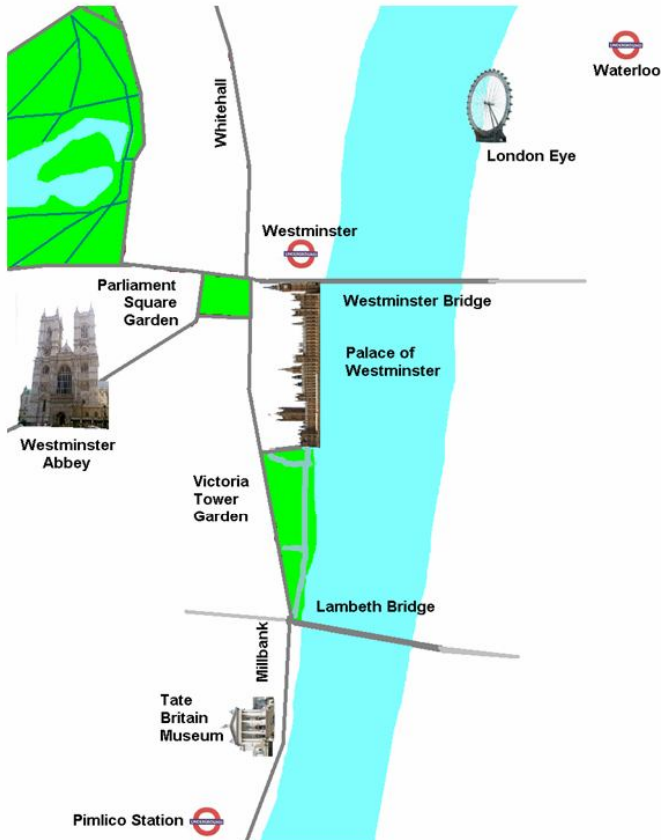 Waterloo
London Eye
Whitehall
Westminster
Parliament
Square
Garden
Westminster Bridge
Palace of
Westminster
Westminster
Abbey
Victoria
Tower
Garden
Lambeth Bridge
Millbank
Tate
Britain
Museum
Pimlico Station